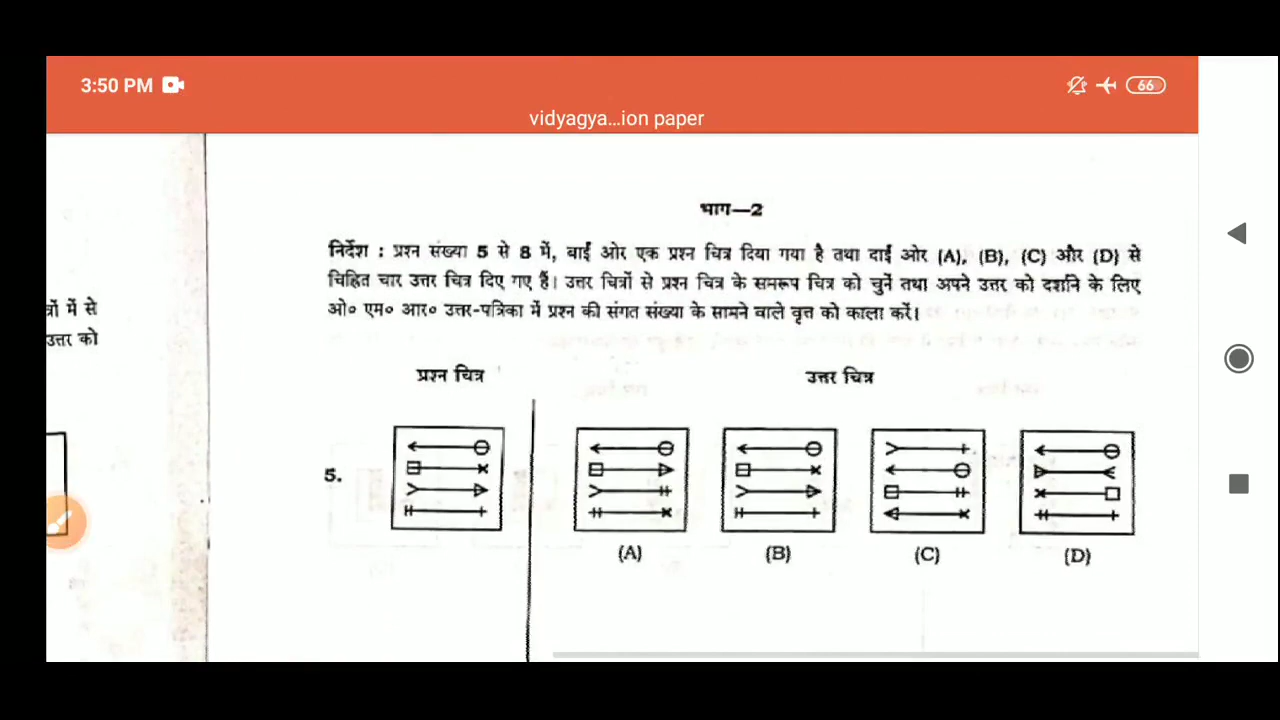 3:50 PM
66
vidyagya...ion paper
भाग—2
निर्देश : प्रश्न संख्या 5 से 8 में, बाईं ओर एक प्रश्न चित्र दिया गया है तथा दाईं ओर (A), (B), (C) और (D) से
चिह्नित चार उत्तर चित्र दिए गए हैं। उत्तर चित्रों से प्रश्न चित्र के समरूप चित्र को चुनें तथा अपने उत्तर को दर्शाने के लिए
ओ० एम० आर० उत्तर-पत्रिका में प्रश्न की संगत संख्या के सामने वाले वृत्त को काला करें।
में से
उत्तर को
प्रश्न चित्र
उत्तर चित्र
5.
(A)
(B)
(C)
(D)